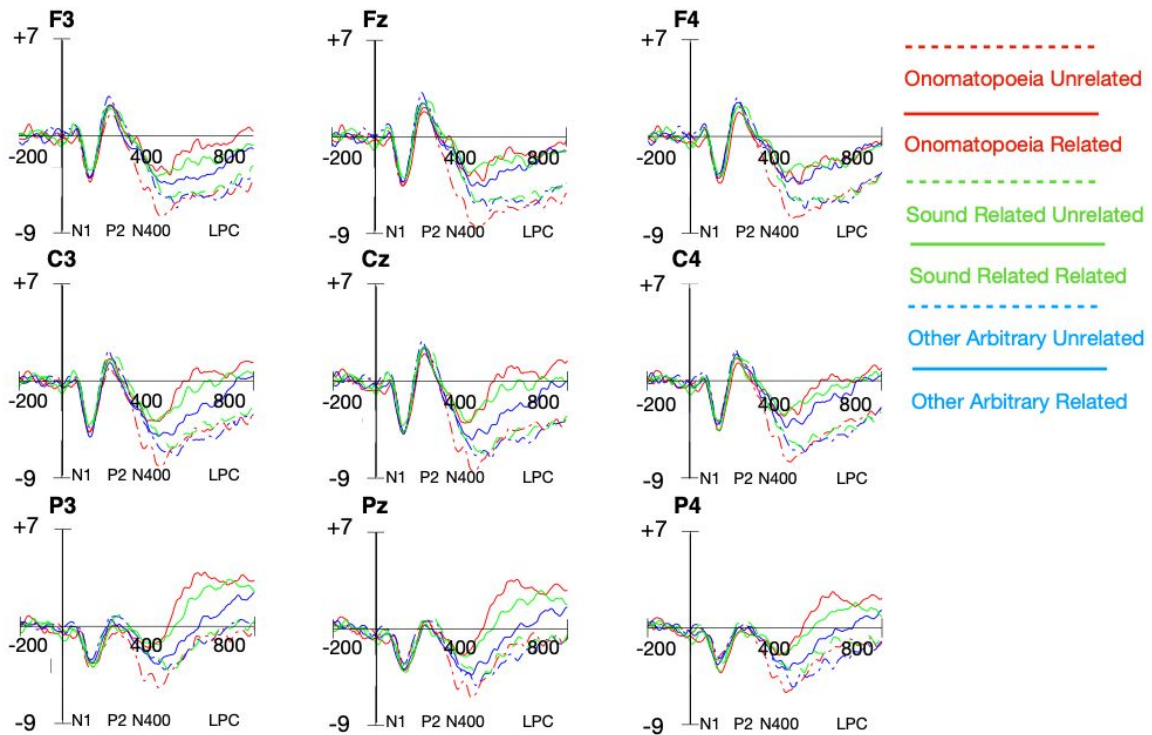 F3
+7
-200
400
800
-9
N1 P2 N400 LPC
Fz
+7
-200
400
800
-9
N1 P2 N400 LPC
F4
+7
-200
400
800
-9
N1 P2 N400 LPC
C3
+7
-200
400
800
-9
N1 P2 N400 LPC
Cz
+7
-200
400
800
-9
N1 P2 N400 LPC
C4
+7
-200
400
800
-9
N1 P2 N400 LPC
P3
+7
-200
400
800
-9
N1 P2 N400 LPC
Pz
+7
-200
400
800
-9
N1 P2 N400 LPC
P4
+7
-200
400
800
-9
N1 P2 N400 LPC
Onomatopoeia Unrelated
Onomatopoeia Related
Sound Related Unrelated
Sound Related Related
Other Arbitrary Unrelated
Other Arbitrary Related